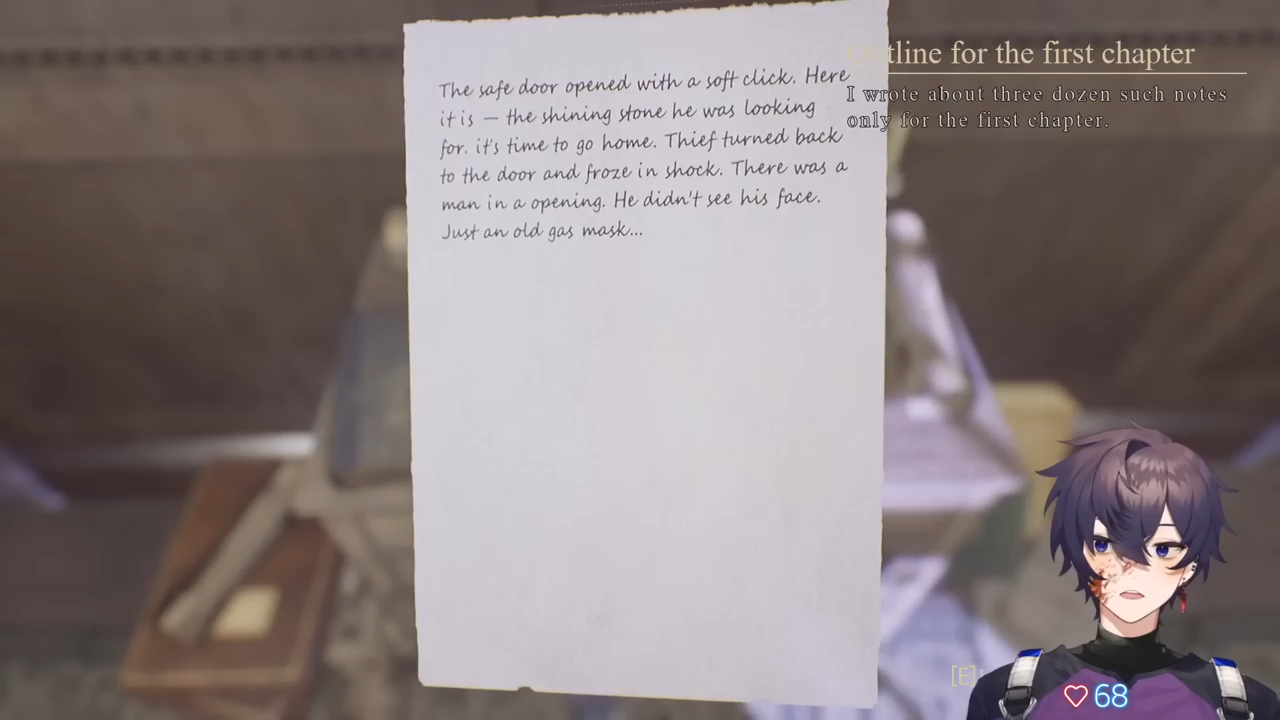 The safe door opened with a soft click. Here
it is — the shining stone he was looking
for. it's time to go home. Thief turned back
to the door and froze in shock. There was a
man in a opening. He didn't see his face.
Just an old gas mask...
Outline for the first chapter
I wrote about three dozen such notes
only for the first chapter.
[E]
68